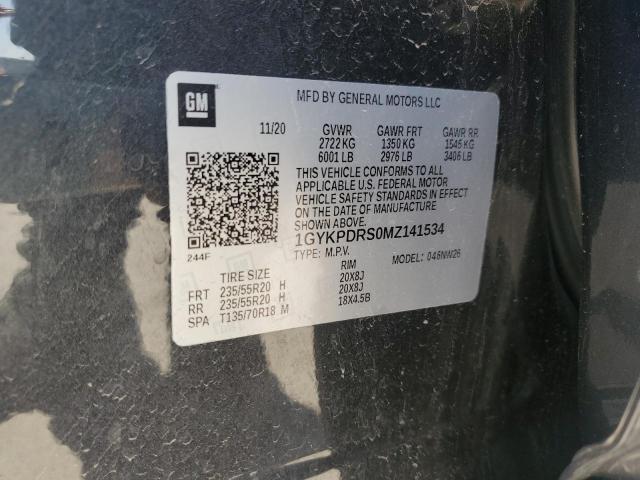 GM
MFD BY GENERAL MOTORS LLC
11/20 GVWR GAWR FRT GAWR RR
2722 KG 1350 KG 1545 KG
6001 LB 2976 LB 3406 LB
THIS VEHICLE CONFORMS TO ALL
APPLICABLE U.S. FEDERAL MOTOR
VEHICLE SAFETY STANDARDS IN EFFECT
ON THE DATE OF MANUFACTURE SHOWN
ABOVE.
1GYKPDRS0MZ141534
TYPE: M.P.V. MODEL: 046NW26
244F
TIRE SIZE RIM
FRT 235/55R20 H 20X8J
RR 235/55R20 H 20X8J
SPA T135/70R18 M 18X4.5B